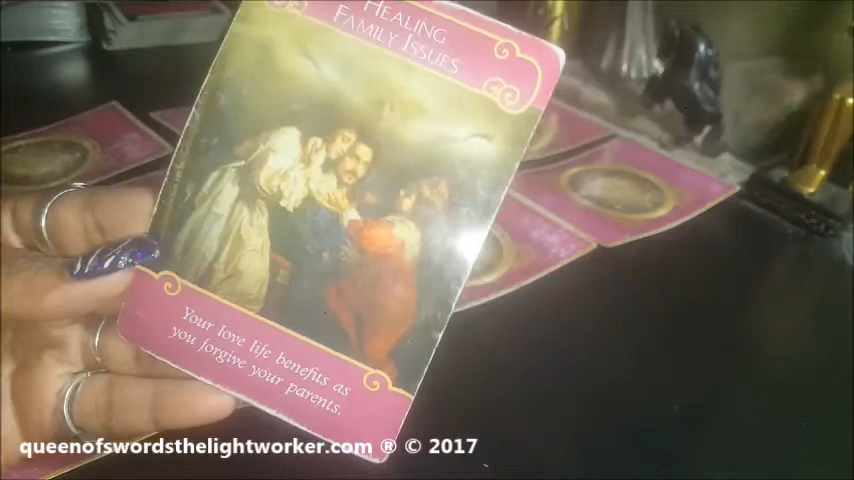 HEALING
FAMILY ISSUES
Your love life benefits as
you forgive your parents.
queenofswordsthelightworker.com ® © 2017